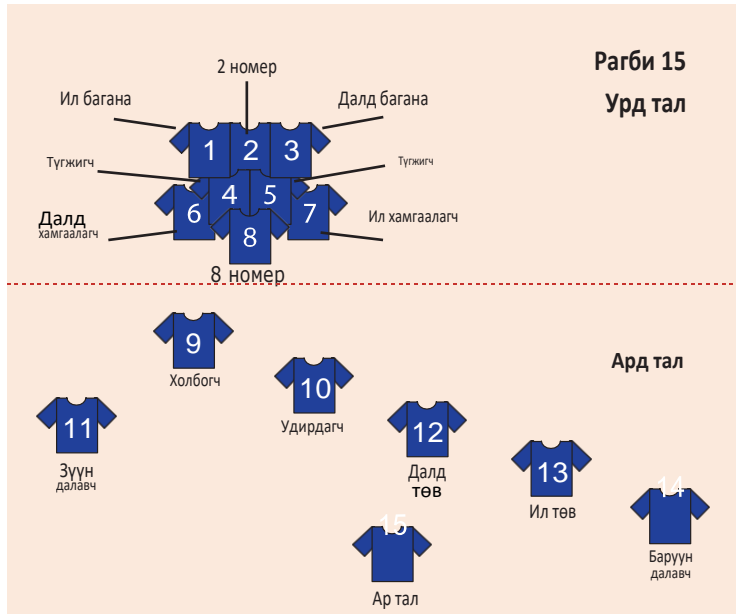 Рагби 15
Урд тал
2 номер
Ил багана
Далд багана
1 2 3
Түгжигч
Түгжигч
4 5
6 7
Далд
хамгаалагч
Ил хамгаалагч
8
8 номер
Ард тал
9
Холбогч
10
Удирдагч
11
Зүүн
далавч
12
Далд
төв
13
Ил төв
14
Баруун
далавч
15
Ар тал